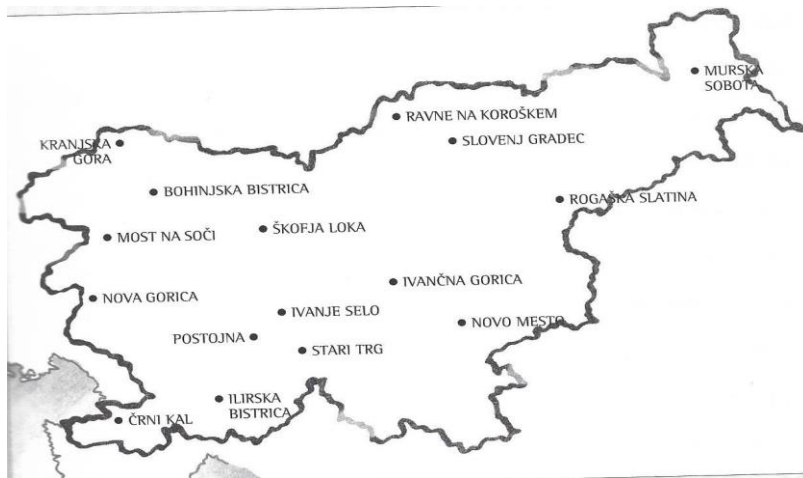 MURSKA
SOBOTA
RAVNE NA KOROŠKEM
SLOVENJ GRADEC
KRANJSKA
GORA
BOHINJSKA BISTRICA
ROGAŠKA SLATINA
ŠKOFJA LOKA
MOST NA SOČI
IVANČNA GORICA
NOVA GORICA
IVANJE SELO
NOVO MESTO
POSTOJNA
STARI TRG
ILIRSKA
BISTRICA
ČRNI KAL